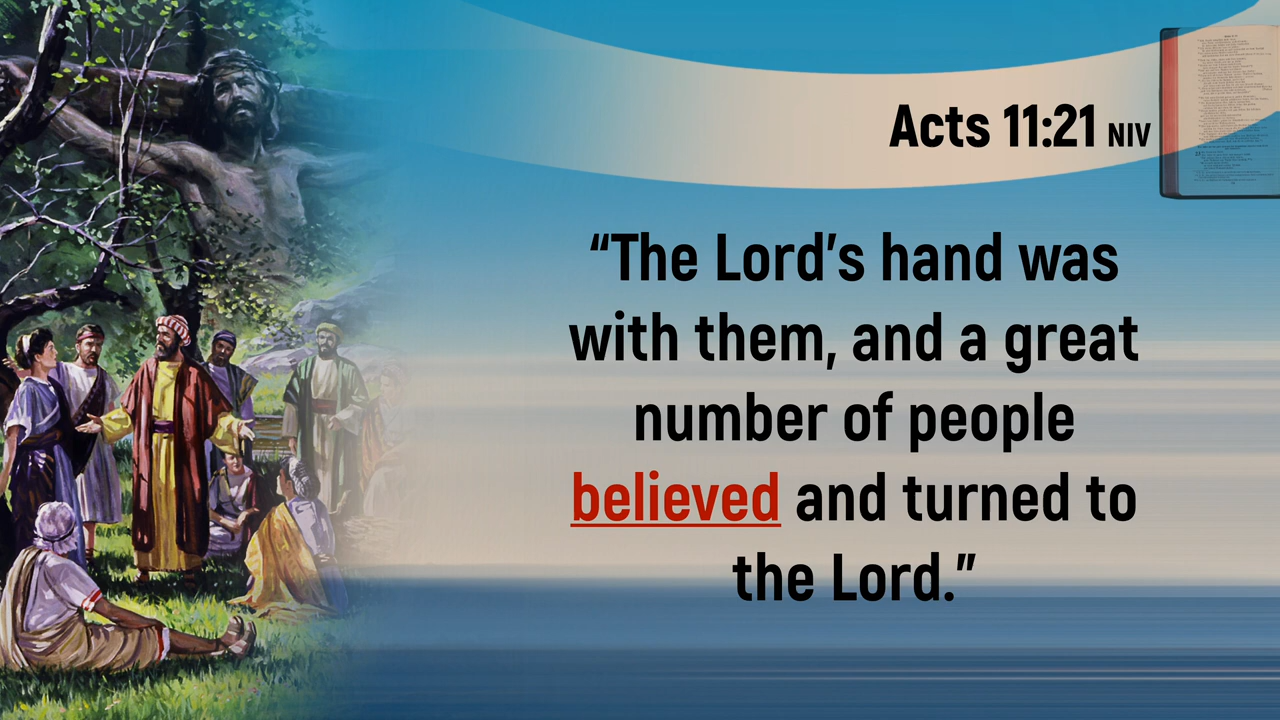 Acts 11:21 NIV
“The Lord’s hand was
with them, and a great
number of people
believed and turned to
the Lord.”